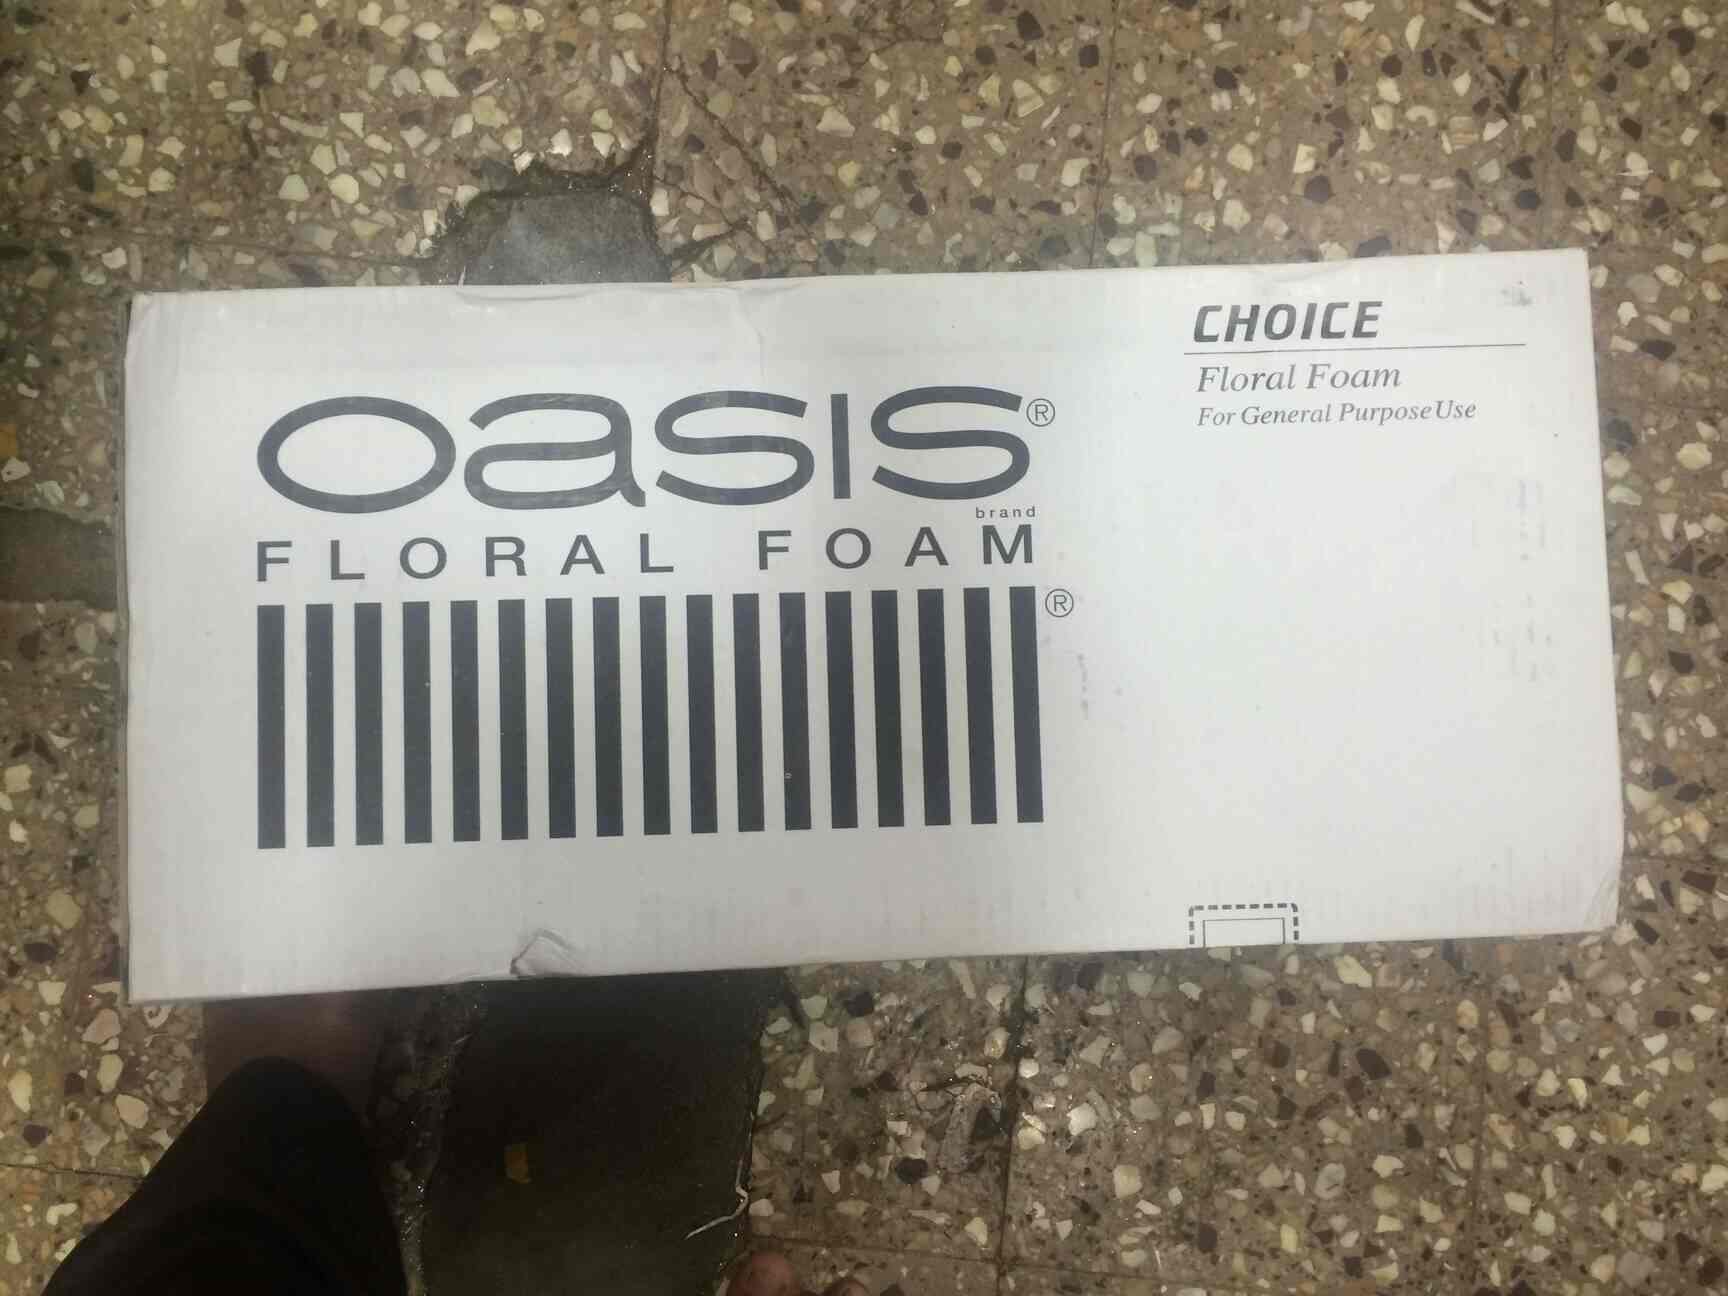 oasis®
brand
FLORAL FOAM
®
CHOICE
Floral Foam
For General Purpose Use